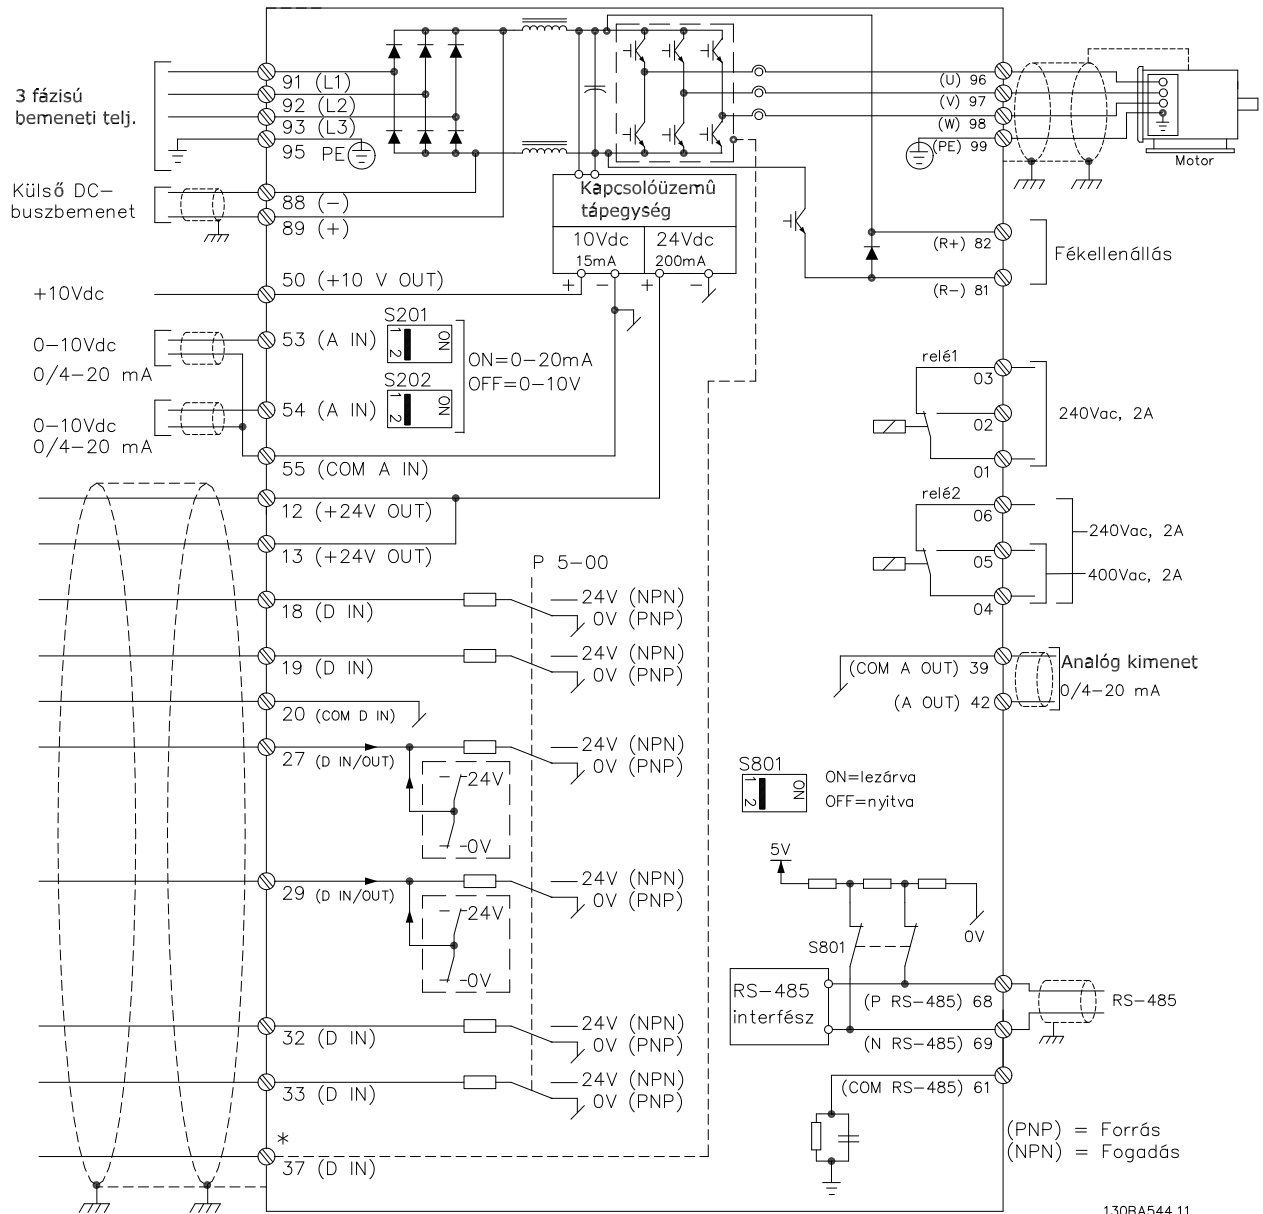 3 fázisú
bemeneti telj.
91 (L1)
92 (L2)
93 (L3)
95 PE
Külső DC–
buszbemenet
88 (–)
89 (+)
Kapcsolóüzemû
tápegység
10Vdc
15mA
24Vdc
200mA
+ – + –
(U) 96
(V) 97
(W) 98
(PE) 99
Motor
(R+) 82
(R–) 81
Fékellenállás
+10Vdc
50 (+10 V OUT)
0–10Vdc
0/4–20 mA
53 (A IN)
S201
1 2 ON
S202
1 2 ON
ON=0–20mA
OFF=0–10V
0–10Vdc
0/4–20 mA
54 (A IN)
55 (COM A IN)
12 (+24V OUT)
13 (+24V OUT)
relé1
03
02
01
240Vac, 2A
relé2
06
05
04
240Vac, 2A
400Vac, 2A
P 5–00
18 (D IN)
24V (NPN)
0V (PNP)
19 (D IN)
24V (NPN)
0V (PNP)
20 (COM D IN)
27 (D IN/OUT)
24V (NPN)
0V (PNP)
24V
0V
29 (D IN/OUT)
24V (NPN)
0V (PNP)
24V
0V
32 (D IN)
24V (NPN)
0V (PNP)
33 (D IN)
24V (NPN)
0V (PNP)
*
37 (D IN)
(COM A OUT) 39
(A OUT) 42
Analóg kimenet
0/4–20 mA
S801
1 2 ON
ON=lezárva
OFF=nyitva
5V
S801
0V
RS–485
interfész
(P RS–485) 68
(N RS–485) 69
RS–485
(COM RS–485) 61
(PNP) = Forrás
(NPN) = Fogadás
130BA544.11